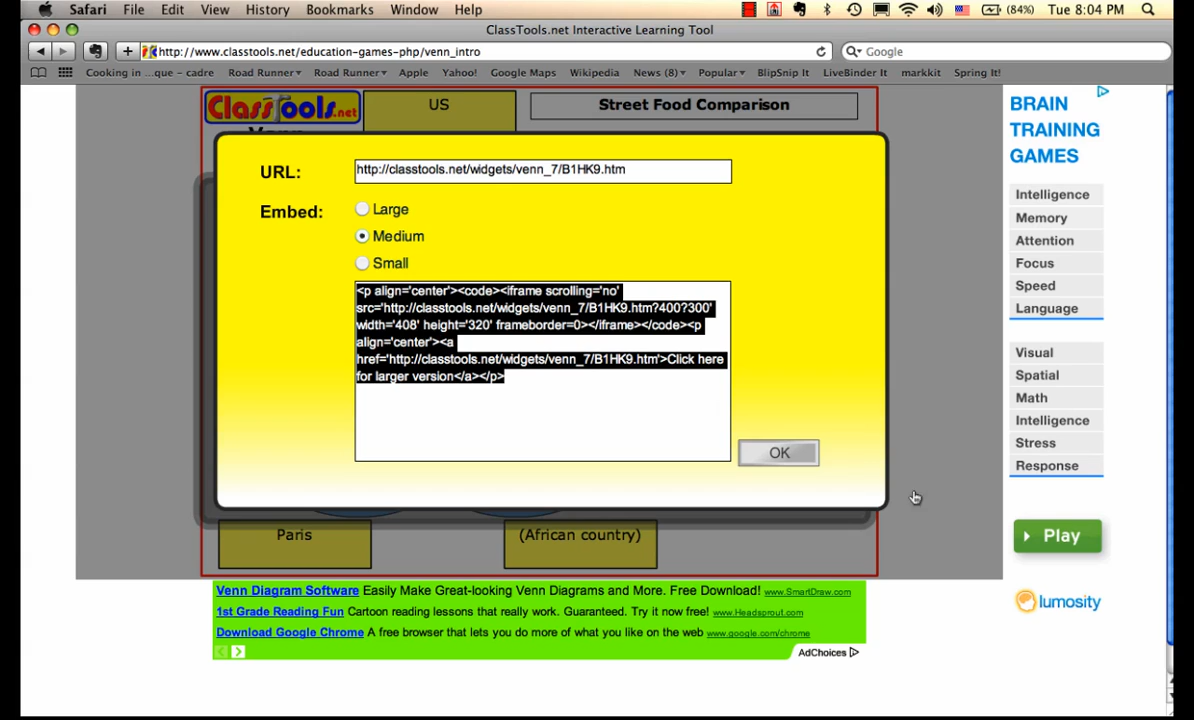 Safari File Edit View History Bookmarks Window Help (84%) Tue 8:04 PM
ClassTools.net Interactive Learning Tool
http://www.classtools.net/education-games-php/venn_intro Google
Cooking in ...que – cadre Road Runner▾ Road Runner▾ Apple Yahoo! Google Maps Wikipedia News (8)▾ Popular▾ BlipSnip It LiveBinder It markkit Spring It!
ClassTools.net US Street Food Comparison
Venn
URL: http://classtools.net/widgets/venn_7/B1HK9.htm
Embed: Large
Medium
Small
<p align='center'><code><iframe scrolling='no'
src='http://classtools.net/widgets/venn_7/B1HK9.htm?400?300'
width='408' height='320' frameborder=0></iframe></code><p
align='center'><a
href='http://classtools.net/widgets/venn_7/B1HK9.htm'>Click here
for larger version</a></p>
OK
Paris (African country)
Venn Diagram Software Easily Make Great-looking Venn Diagrams and More. Free Download! www.SmartDraw.com
1st Grade Reading Fun Cartoon reading lessons that really work. Guaranteed. Try it now free! www.Headsprout.com
Download Google Chrome A free browser that lets you do more of what you like on the web www.google.com/chrome
AdChoices
BRAIN
TRAINING
GAMES
Intelligence
Memory
Attention
Focus
Speed
Language
Visual
Spatial
Math
Intelligence
Stress
Response
Play
lumosity